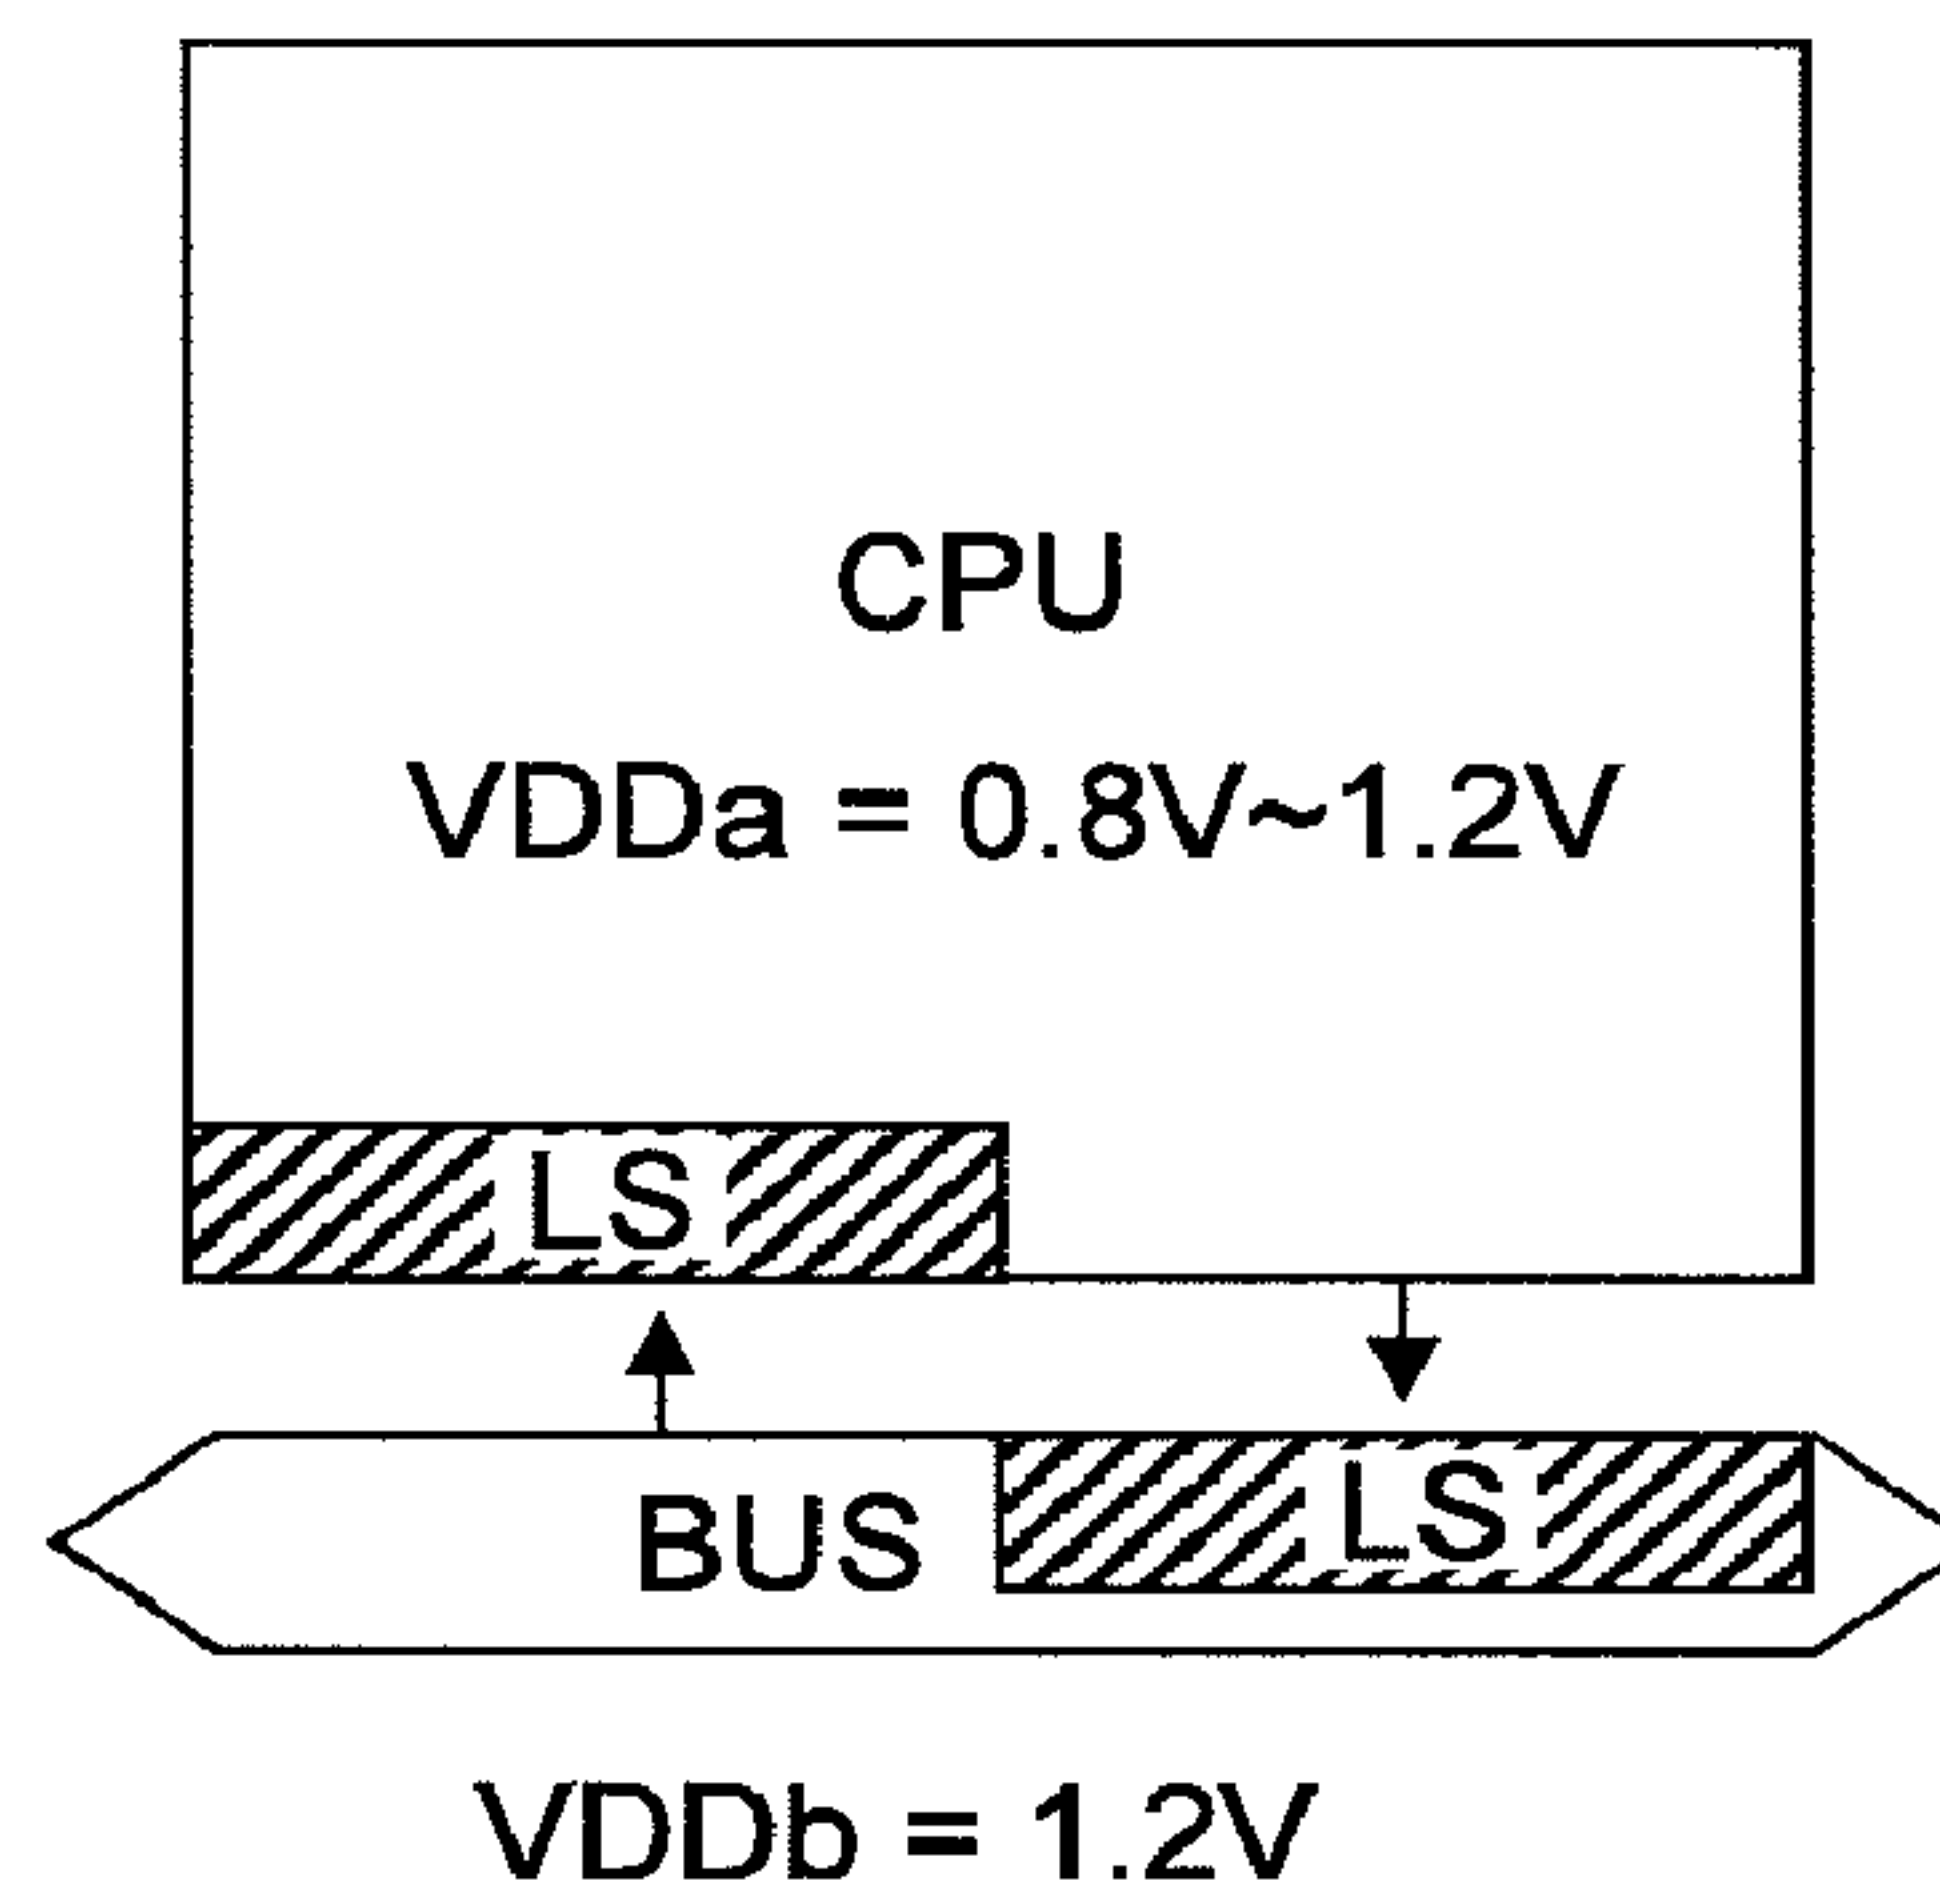 CPU
VDDa = 0.8V~1.2V
LS
BUS
LS
VDDb = 1.2V